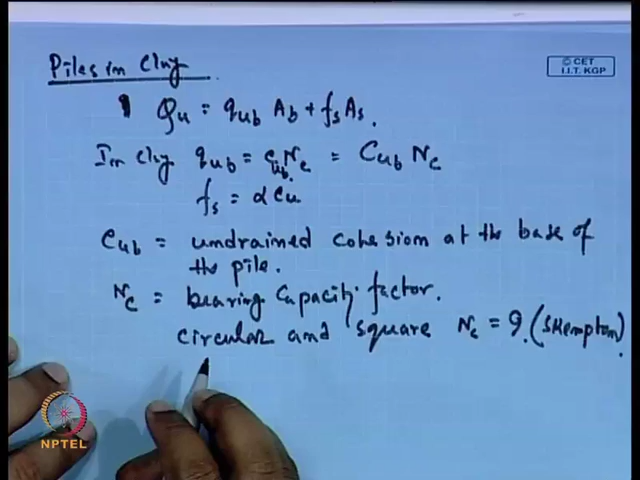 Piles in Clay
© CET
I.I.T. KGP
Qu = qub Ab + fs As.
In Clay qub = cub Nc = Cub Nc
fs = α Cu
Cub = undrained cohesion at the base of
the pile.
Nc = bearing Capacity factor.
circular and square Nc = 9. (Skempton).
NPTEL